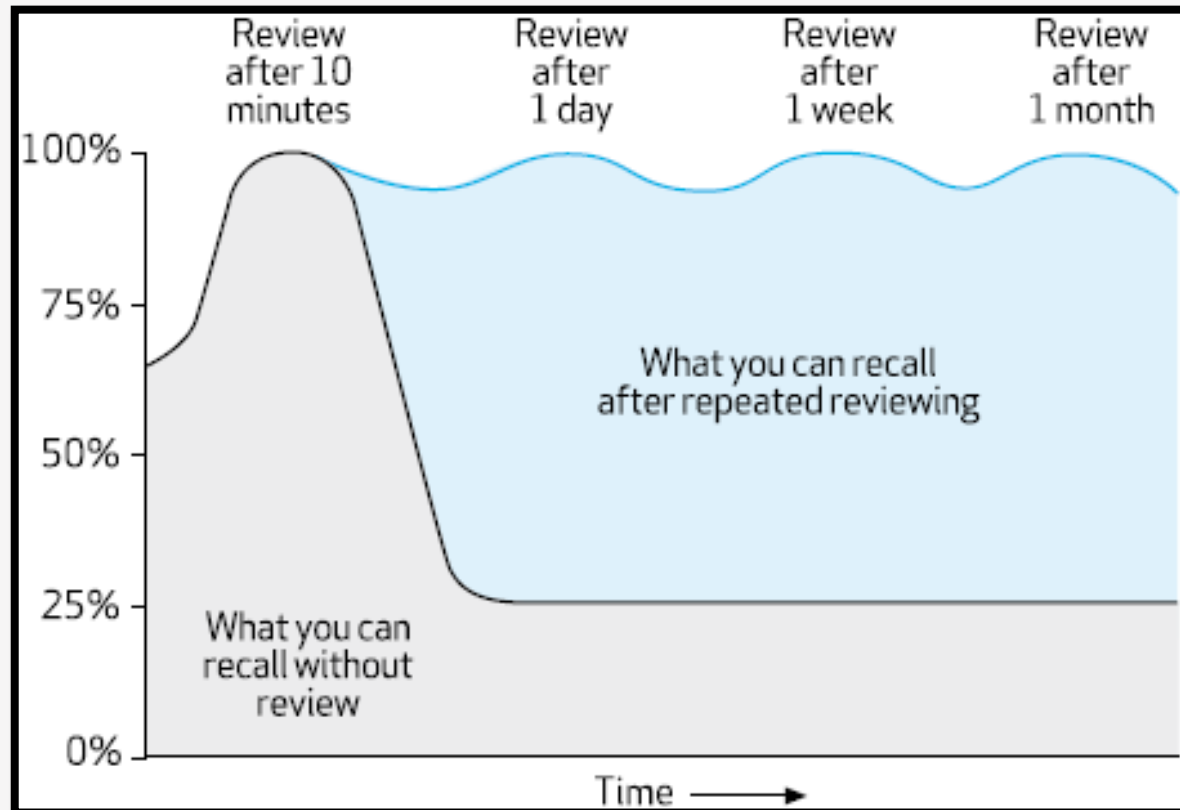 Review
after 10
minutes
Review
after
1 day
Review
after
1 week
Review
after
1 month
100%
75%
50%
25%
0%
What you can recall
after repeated reviewing
What you can
recall without
review
Time